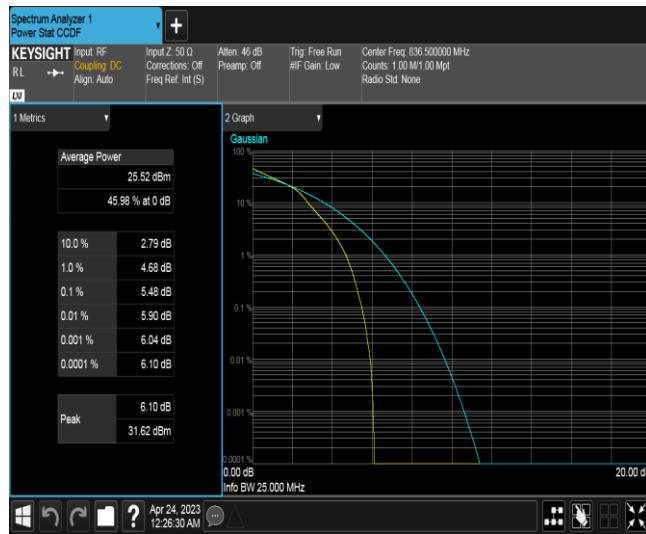 Spectrum Analyzer 1
Power Stat CCDF
+
KEYSIGHT
RL
LXI
Input: RF
Coupling: DC
Align: Auto
Input Z: 50 Ω
Corrections: Off
Freq Ref: Int (S)
Atten: 46 dB
Preamp: Off
Trig: Free Run
#IF Gain: Low
Center Freq: 836.500000 MHz
Counts: 1.00 M/1.00 Mpt
Radio Std: None
1 Metrics
Average Power
25.52 dBm
45.98 % at 0 dB
10.0 % 2.79 dB
1.0 % 4.68 dB
0.1 % 5.48 dB
0.01 % 5.90 dB
0.001 % 6.04 dB
0.0001 % 6.10 dB
Peak
6.10 dB
31.62 dBm
2 Graph
Gaussian
100 %
10 %
1 %
0.1 %
0.01 %
0.001 %
0.0001 %
0.00 dB 20.00 d
Info BW 25.000 MHz
?
Apr 24, 2023
12:26:30 AM